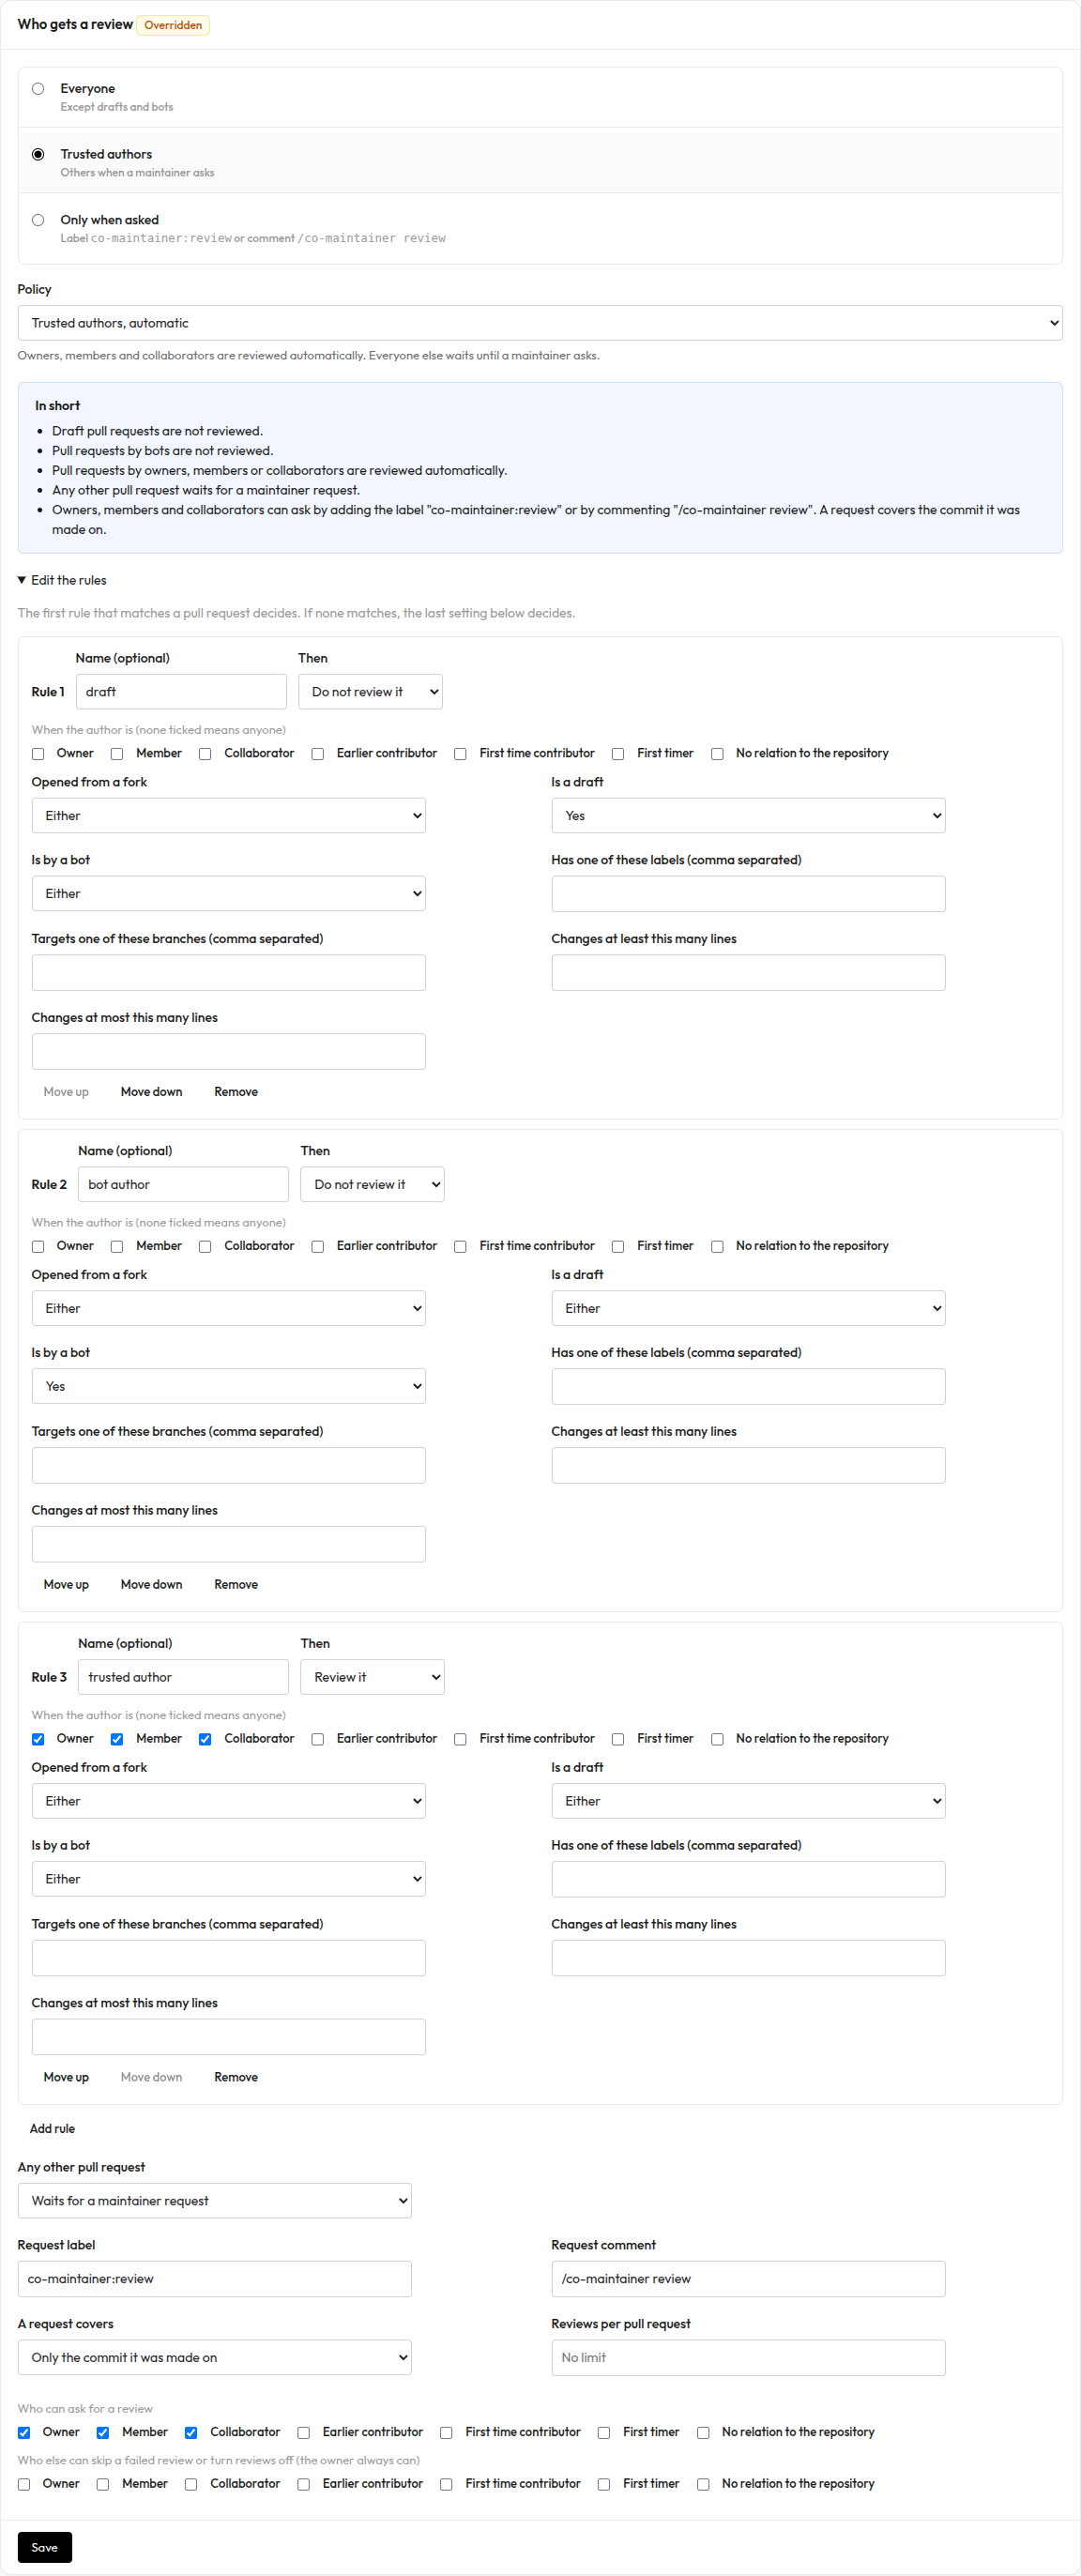 Who gets a review Overridden
Everyone
Except drafts and bots
Trusted authors
Others when a maintainer asks
Only when asked
Label co-maintainer:review or comment /co-maintainer review
Policy
Trusted authors, automatic
Owners, members and collaborators are reviewed automatically. Everyone else waits until a maintainer asks.
In short
• Draft pull requests are not reviewed.
• Pull requests by bots are not reviewed.
• Pull requests by owners, members or collaborators are reviewed automatically.
• Any other pull request waits for a maintainer request.
• Owners, members and collaborators can ask by adding the label "co-maintainer:review" or by commenting "/co-maintainer review". A request covers the commit it was
made on.
▼ Edit the rules
The first rule that matches a pull request decides. If none matches, the last setting below decides.
Name (optional) Then
Rule 1 draft Do not review it
When the author is (none ticked means anyone)
Owner Member Collaborator Earlier contributor First time contributor First timer No relation to the repository
Opened from a fork Is a draft
Either Yes
Is by a bot Has one of these labels (comma separated)
Either
Targets one of these branches (comma separated) Changes at least this many lines
Changes at most this many lines
Move up Move down Remove
Name (optional) Then
Rule 2 bot author Do not review it
When the author is (none ticked means anyone)
Owner Member Collaborator Earlier contributor First time contributor First timer No relation to the repository
Opened from a fork Is a draft
Either Either
Is by a bot Has one of these labels (comma separated)
Yes
Targets one of these branches (comma separated) Changes at least this many lines
Changes at most this many lines
Move up Move down Remove
Name (optional) Then
Rule 3 trusted author Review it
When the author is (none ticked means anyone)
Owner Member Collaborator Earlier contributor First time contributor First timer No relation to the repository
Opened from a fork Is a draft
Either Either
Is by a bot Has one of these labels (comma separated)
Either
Targets one of these branches (comma separated) Changes at least this many lines
Changes at most this many lines
Move up Move down Remove
Add rule
Any other pull request
Waits for a maintainer request
Request label Request comment
co-maintainer:review /co-maintainer review
A request covers Reviews per pull request
Only the commit it was made on No limit
Who can ask for a review
Owner Member Collaborator Earlier contributor First time contributor First timer No relation to the repository
Who else can skip a failed review or turn reviews off (the owner always can)
Owner Member Collaborator Earlier contributor First time contributor First timer No relation to the repository
Save